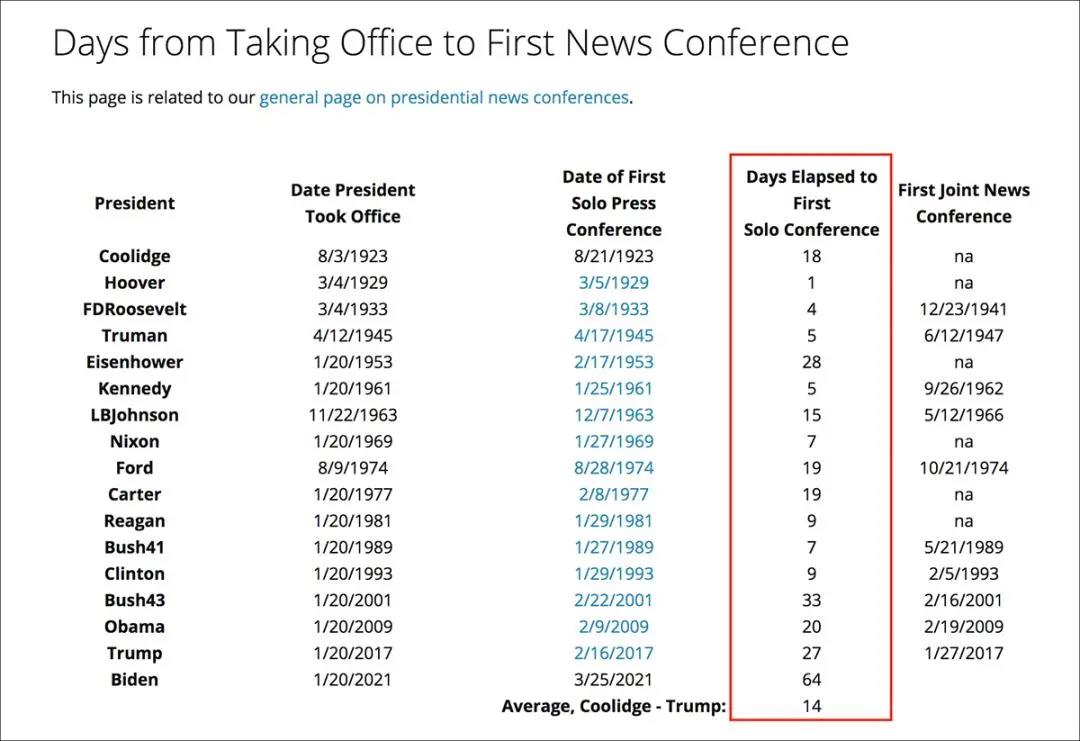 Days from Taking Office to First News Conference
This page is related to our general page on presidential news conferences.
President Date President Took Office Date of First Solo Press Conference Days Elapsed to First Solo Conference First Joint News Conference
Coolidge 8/3/1923 8/21/1923 18 na
Hoover 3/4/1929 3/5/1929 1 na
FDRoosevelt 3/4/1933 3/8/1933 4 12/23/1941
Truman 4/12/1945 4/17/1945 5 6/12/1947
Eisenhower 1/20/1953 2/17/1953 28 na
Kennedy 1/20/1961 1/25/1961 5 9/26/1962
LBJohnson 11/22/1963 12/7/1963 15 5/12/1966
Nixon 1/20/1969 1/27/1969 7 na
Ford 8/9/1974 8/28/1974 19 10/21/1974
Carter 1/20/1977 2/8/1977 19 na
Reagan 1/20/1981 1/29/1981 9 na
Bush41 1/20/1989 1/27/1989 7 5/21/1989
Clinton 1/20/1993 1/29/1993 9 2/5/1993
Bush43 1/20/2001 2/22/2001 33 2/16/2001
Obama 1/20/2009 2/9/2009 20 2/19/2009
Trump 1/20/2017 2/16/2017 27 1/27/2017
Biden 1/20/2021 3/25/2021 64
Average, Coolidge - Trump: 14